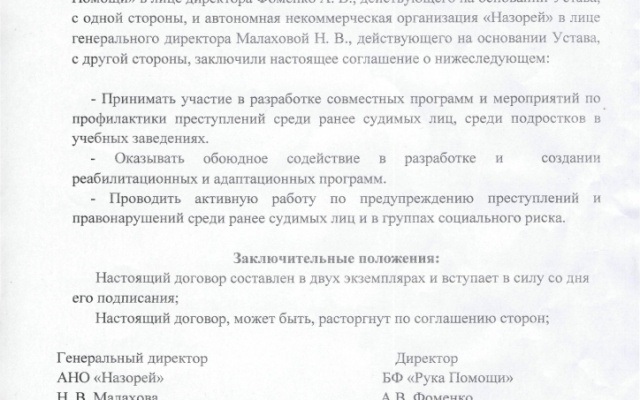 Помощи» в лице директора Фоменко А. В., действующего на основании Устава,
с одной стороны, и автономная некоммерческая организация «Назорей» в лице
генерального директора Малаховой Н. В., действующего на основании Устава,
с другой стороны, заключили настоящее соглашение о нижеследующем:
- Принимать участие в разработке совместных программ и мероприятий по
профилактики преступлений среди ранее судимых лиц, среди подростков в
учебных заведениях.
- Оказывать обоюдное содействие в разработке и создании
реабилитационных и адаптационных программ.
- Проводить активную работу по предупреждению преступлений и
правонарушений среди ранее судимых лиц и в группах социального риска.
Заключительные положения:
Настоящий договор составлен в двух экземплярах и вступает в силу со дня
его подписания;
Настоящий договор, может быть, расторгнут по соглашению сторон;
Генеральный директор Директор
АНО «Назорей» БФ «Рука Помощи»
Н. В. Малахова А.В. Фоменко